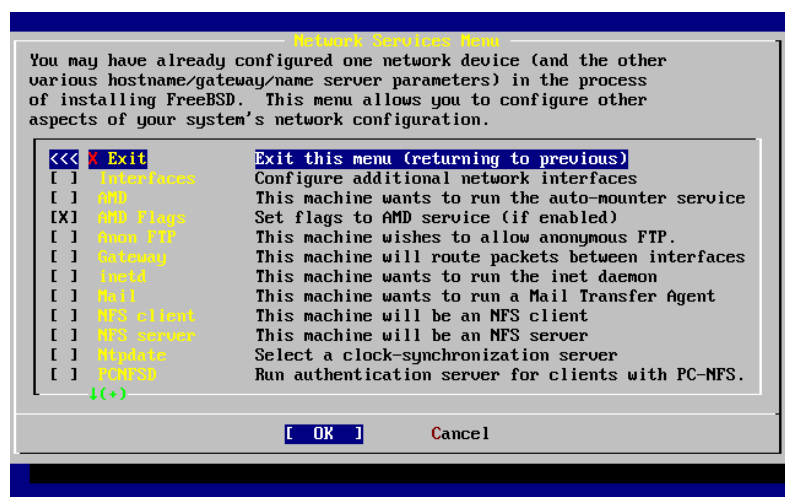 Network Services Menu
You may have already configured one network device (and the other
various hostname/gateway/name server parameters) in the process
of installing FreeBSD.  This menu allows you to configure other
aspects of your system's network configuration.
<<< X Exit Exit this menu (returning to previous)
[ ] Interfaces Configure additional network interfaces
[ ] AMD This machine wants to run the auto-mounter service
[X] AMD Flags Set flags to AMD service (if enabled)
[ ] Anon FTP This machine wishes to allow anonymous FTP.
[ ] Gateway This machine will route packets between interfaces
[ ] inetd This machine wants to run the inet daemon
[ ] Mail This machine wants to run a Mail Transfer Agent
[ ] NFS client This machine will be an NFS client
[ ] NFS server This machine will be an NFS server
[ ] Ntpdate Select a clock-synchronization server
[ ] PCNFSD Run authentication server for clients with PC-NFS.
↓(+)
[ OK ] Cancel